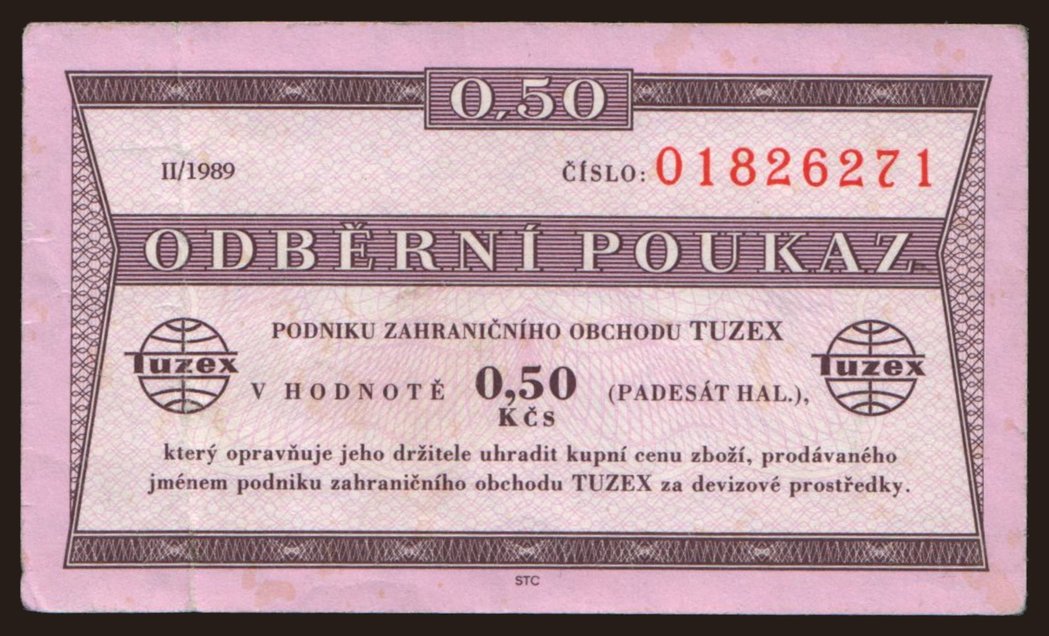 0,50
II/1989
ČÍSLO: 01826271
ODBĚRNÍ POUKAZ
PODNIKU ZAHRANIČNÍHO OBCHODU TUZEX
Tuzex
V HODNOTĚ 0,50 (PADESÁT HAL.),
KČS
Tuzex
který opravňuje jeho držitele uhradit kupní cenu zboží, prodávaného
jménem podniku zahraničního obchodu TUZEX za devizové prostředky.
STC